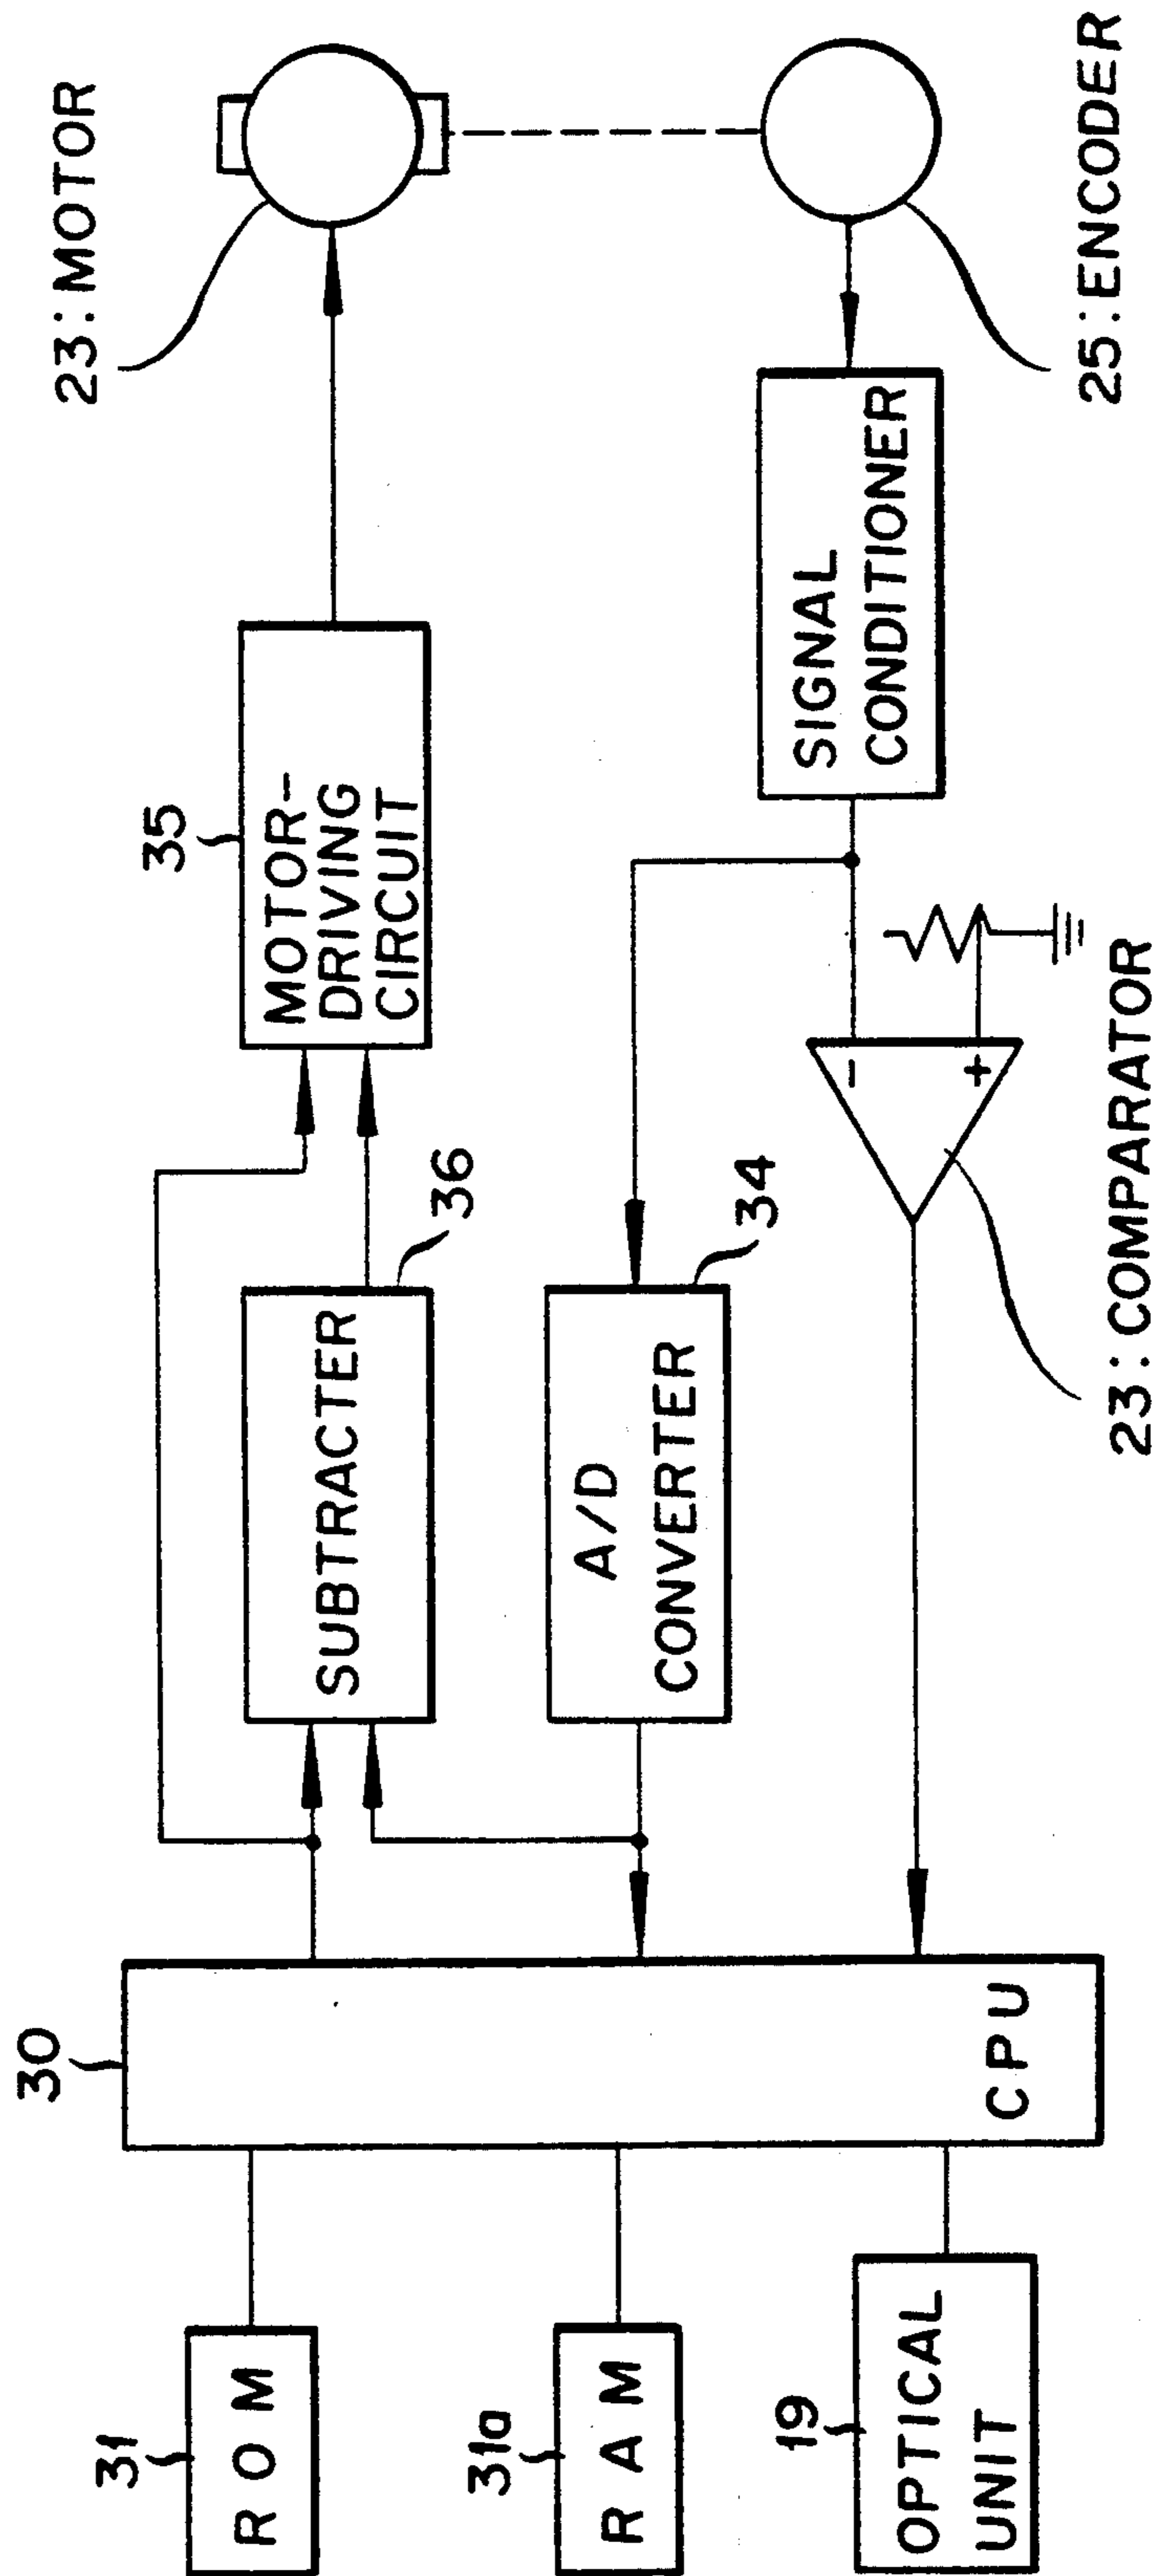 31
ROM
31a
RAM
19
OPTICAL
UNIT
30
CPU
SUBTRACTER
36
A/D
CONVERTER
34
35
MOTOR-
DRIVING
CIRCUIT
-
+
23: COMPARATOR
SIGNAL
CONDITIONER
23: MOTOR
25: ENCODER